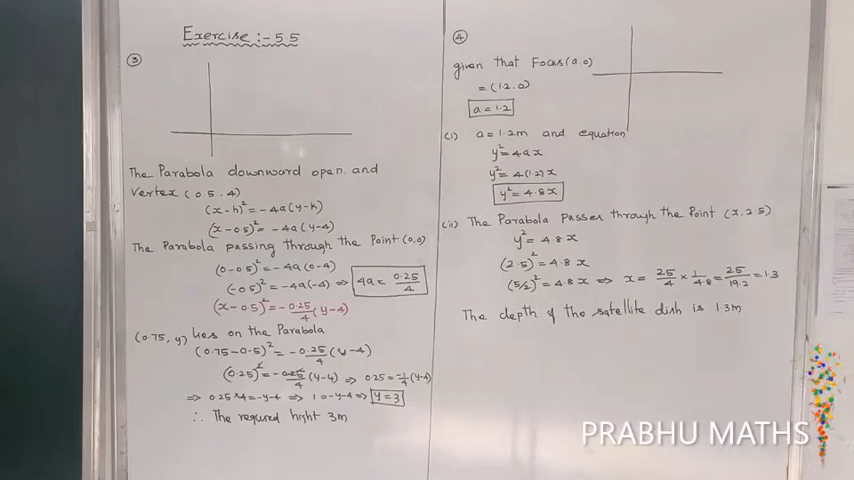 Exercise :- 5.5
③
The Parabola downward open and
Vertex (0.5, 4)
(x-h)² = -4a(y-k)
(x-0.5)² = -4a(y-4)
The Parabola passing through the Point (0,0)
(0-0.5)² = -4a(0-4)
(-0.5)² = -4a(-4) ⇒ 4a = 0.25/4
(x-0.5)² = -0.25/4 (y-4)
(0.75, y) lies on the Parabola
(0.75-0.5)² = -0.25/4 (y-4)
(0.25)² = -0.25/4 (y-4) ⇒ 0.25 = -1/4 (y-4)
⇒ 0.25×4 = -y-4 ⇒ 1 = -y-4 ⇒ y = 3
∴ The required hight 3m
④
given that Focus (a,0)
= (1.2, 0)
a = 1.2
(i) a = 1.2m and equation
y² = 4ax
y² = 4(1.2)x
y² = 4.8x
(ii) The Parabola Passes through the Point (x, 2.5)
y² = 4.8x
(2.5)² = 4.8x
(5/2)² = 4.8x ⇒ x = 25/4 × 1/4.8 = 25/19.2 = 1.3
The depth of the satellite dish is 1.3m
PRABHU MATHS